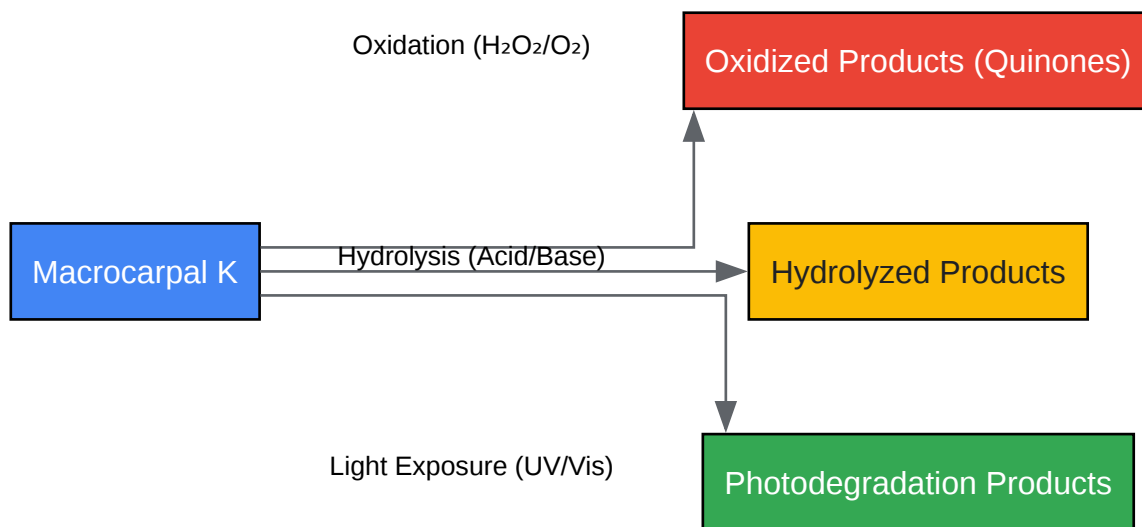 Oxidation (H₂O₂/O₂)
Oxidized Products (Quinones)
Macrocarpal K
Hydrolysis (Acid/Base)
Hydrolyzed Products
Light Exposure (UV/Vis)
Photodegradation Products